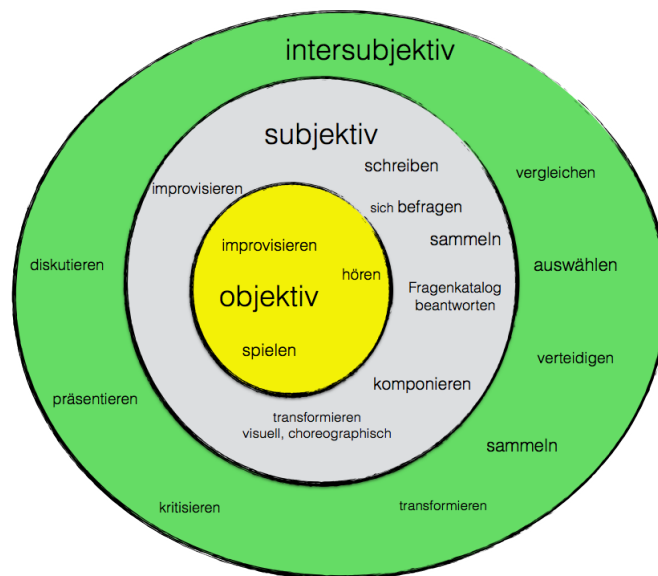 intersubjektiv
subjektiv
schreiben
vergleichen
improvisieren
sich befragen
sammeln
improvisieren
diskutieren
auswählen
hören
Fragenkatalog
beantworten
objektiv
spielen
verteidigen
komponieren
präsentieren
transformieren
visuell, choreographisch
sammeln
kritisieren
transformieren